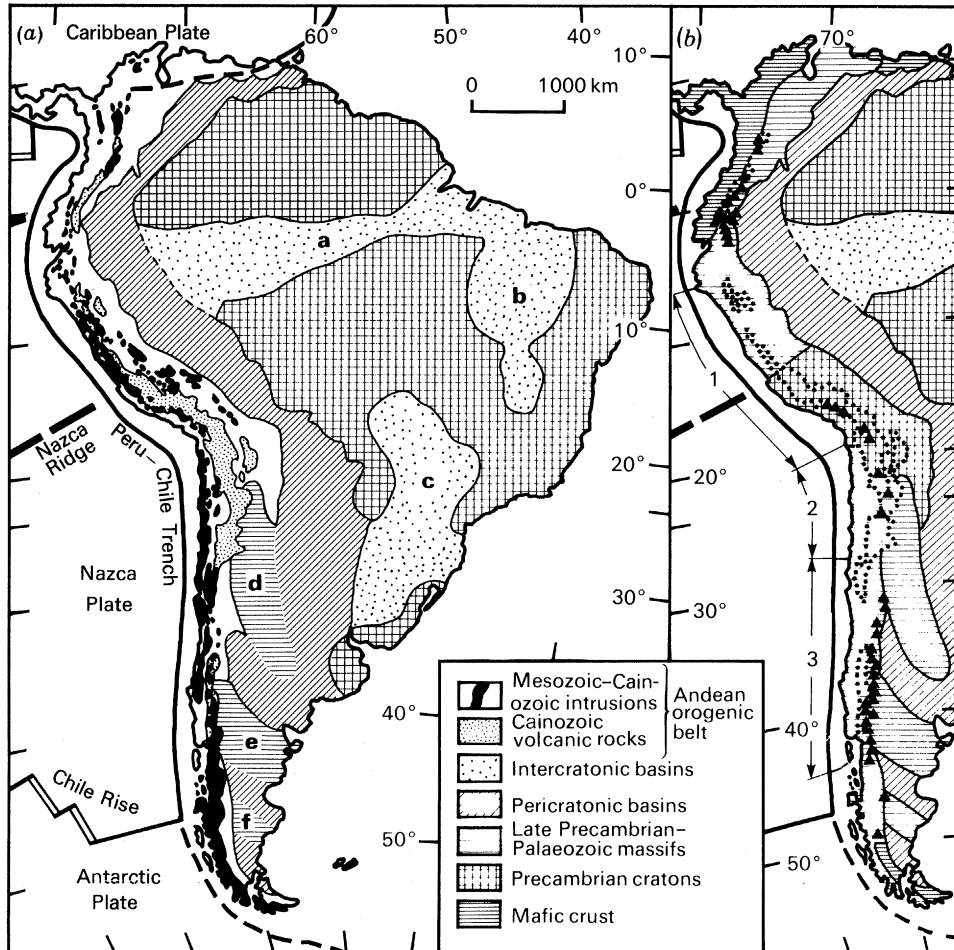 (a) Caribbean Plate 60° 50° 40°
10°
0 1000 km
0°
a
b
10°
c
20°
Nazca
Ridge
Peru–Chile Trench
Nazca
Plate
d
30°
40°
e
Chile Rise
f
50°
Antarctic
Plate
(b) 70°
1
20°
2
30°
3
40°
50°
Mesozoic–Cain-
ozoic intrusions
Cainozoic
volcanic rocks
Andean
orogenic
belt
Intercratonic basins
Pericratonic basins
Late Precambrian–
Palaeozoic massifs
Precambrian cratons
Mafic crust